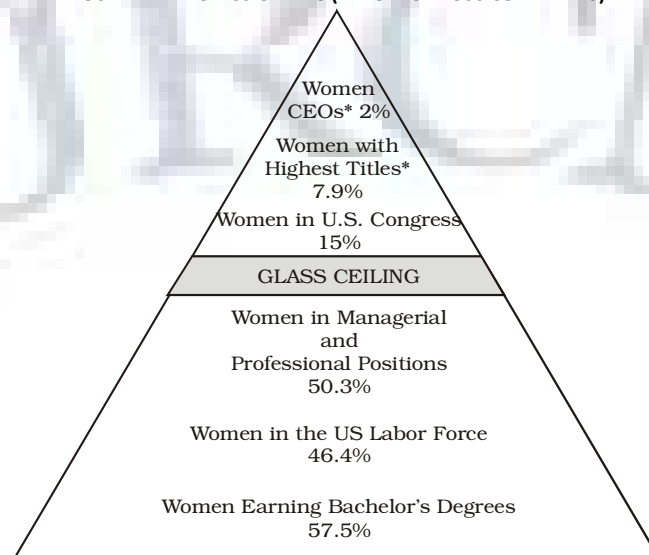 Women
CEOs* 2%
Women with
Highest Titles*
7.9%
Women in U.S. Congress
15%
GLASS CEILING
Women in Managerial
and
Professional Positions
50.3%
Women in the US Labor Force
46.4%
Women Earning Bachelor's Degrees
57.5%